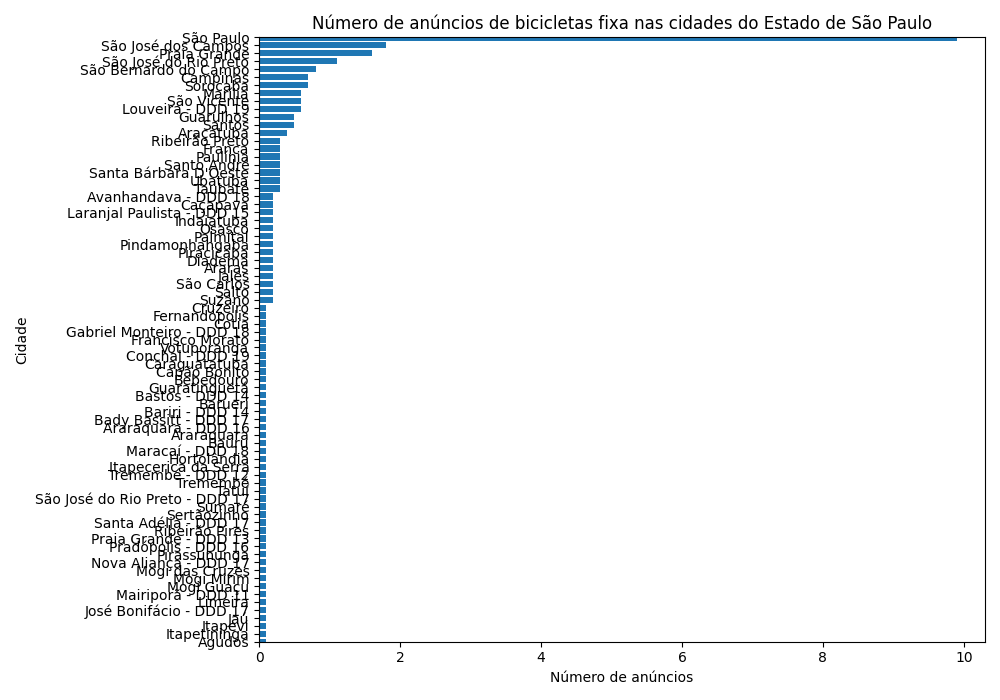 Número de anúncios de bicicletas fixa nas cidades do Estado de São Paulo
São Paulo
São José dos Campos
Praia Grande
São José do Rio Preto
São Bernardo do Campo
Campinas
Sorocaba
Marília
São Vicente
Louveira - DDD 19
Guarulhos
Santos
Araçatuba
Ribeirão Preto
Franca
Paulínia
Santo André
Santa Bárbara D'Oeste
Ubatuba
Taubaté
Avanhandava - DDD 18
Caçapava
Laranjal Paulista - DDD 15
Indaiatuba
Osasco
Palmital
Pindamonhangaba
Piracicaba
Diadema
Araras
Jales
São Carlos
Salto
Suzano
Cruzeiro
Fernandópolis
Cotia
Gabriel Monteiro - DDD 18
Francisco Morato
Votuporanga
Conchal - DDD 19
Caraguatatuba
Capão Bonito
Bebedouro
Guaratinguetá
Bastos - DDD 14
Barueri
Bariri - DDD 14
Bady Bassitt - DDD 17
Araraquara - DDD 16
Araraquara
Bauru
Maracaí - DDD 18
Hortolândia
Itapecerica da Serra
Tremembé - DDD 12
Tremembé
Tatuí
São José do Rio Preto - DDD 17
Sumaré
Sertãozinho
Santa Adélia - DDD 17
Ribeirão Pires
Praia Grande - DDD 13
Pradópolis - DDD 16
Pirassununga
Nova Aliança - DDD 17
Mogi das Cruzes
Mogi Mirim
Mogi Guaçu
Mairiporã - DDD 11
Limeira
José Bonifácio - DDD 17
Jaú
Itapevi
Itapetininga
Agudos
Cidade
0 2 4 6 8 10
Número de anúncios